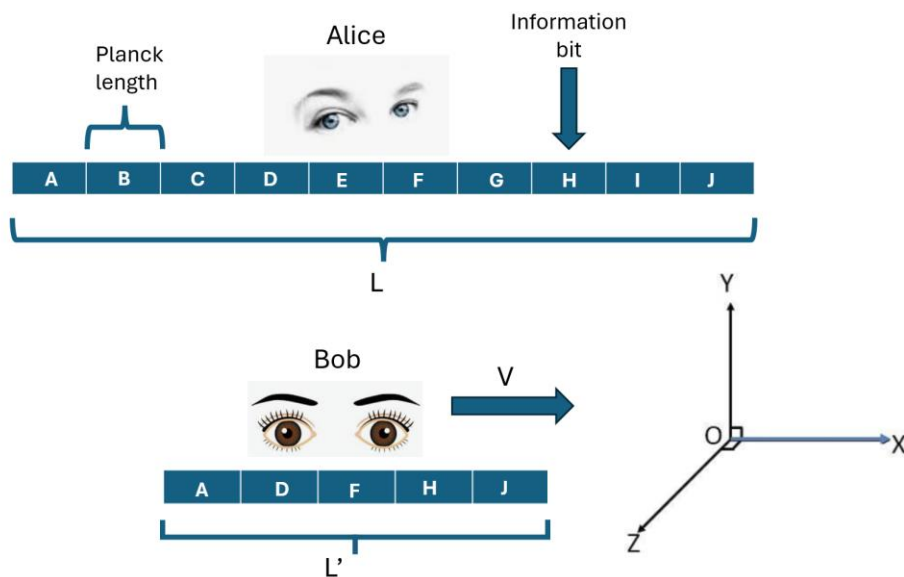 Alice
Information
bit
Planck
length
A B C D E F G H I J
L
Bob
V
A D F H J
L'
Y
O
X
Z